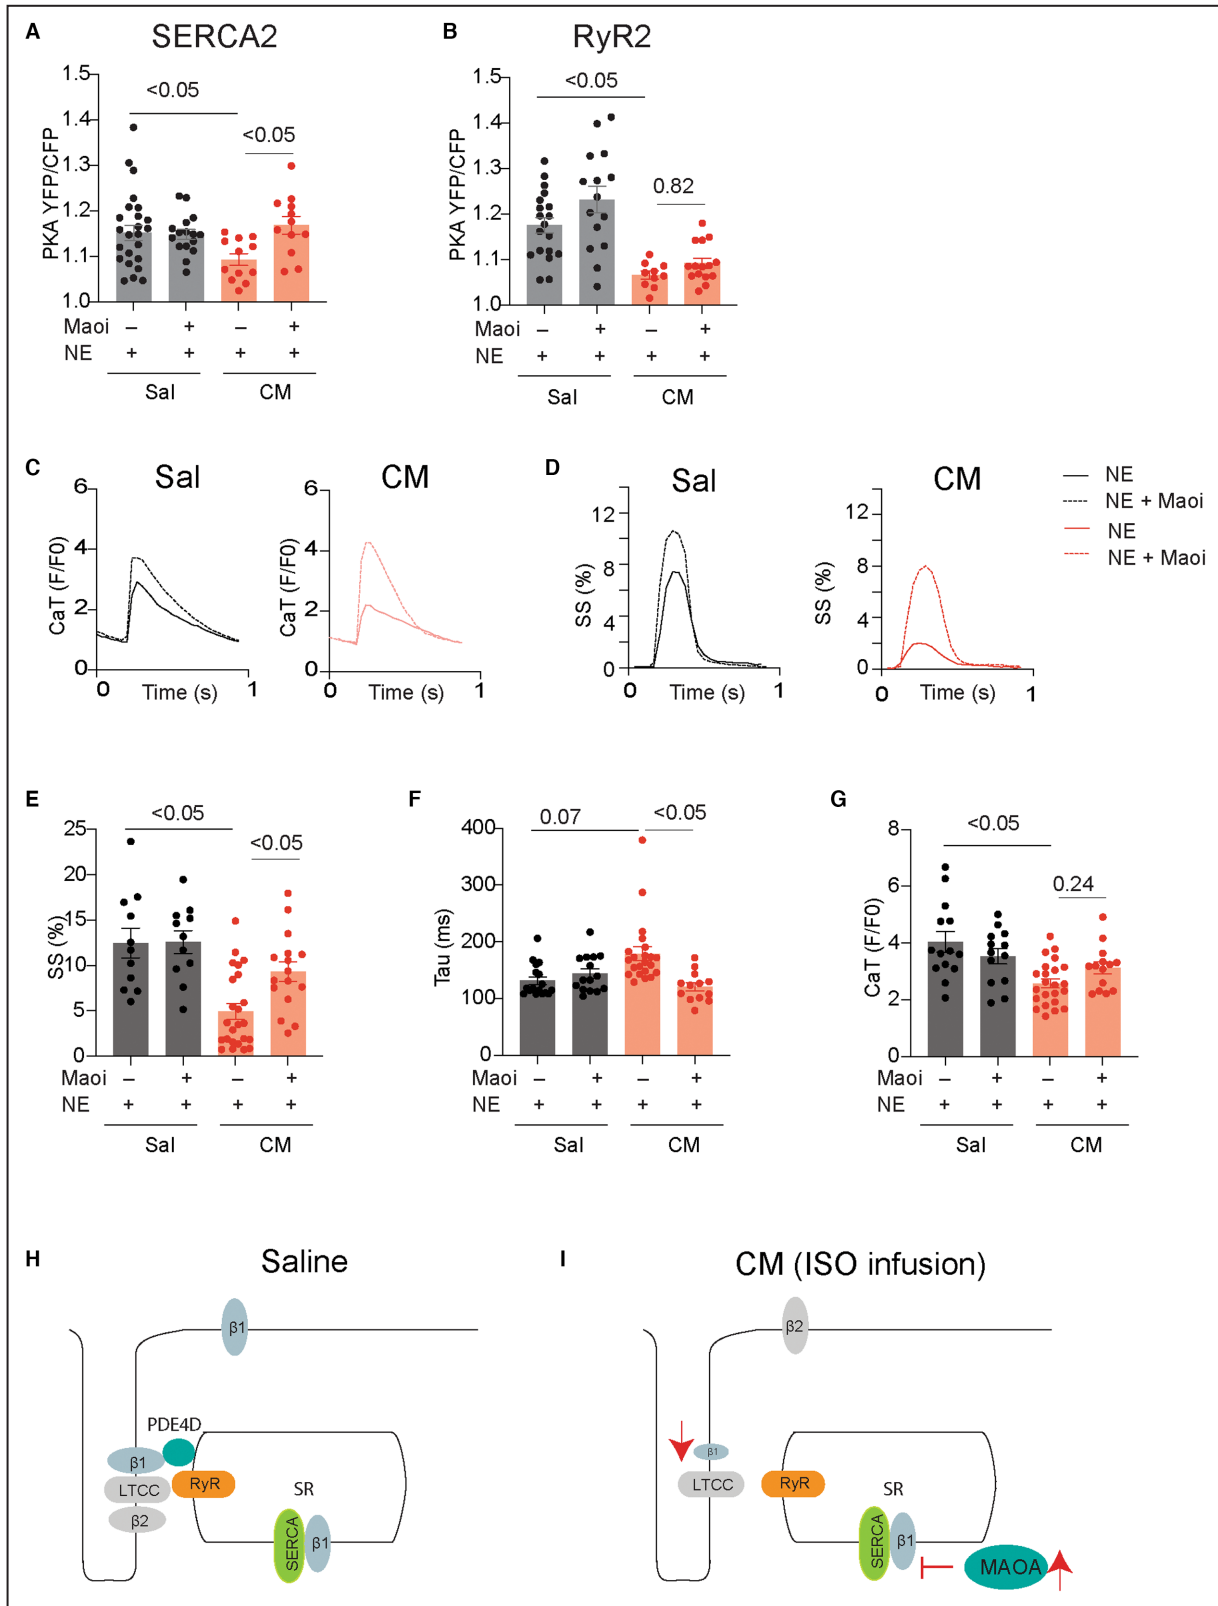 A
SERCA2
PKA YFP/CFP
1.5
1.4
1.3
1.2
1.1
1.0
<0.05
<0.05
Maoi – + – +
NE + + + +
Sal CM
B
RyR2
PKA YFP/CFP
1.5
1.4
1.3
1.2
1.1
1.0
<0.05
0.82
Maoi – + – +
NE + + + +
Sal CM
C
Sal
CaT (F/F0)
6
4
2
0
0 Time (s) 1
CM
CaT (F/F0)
6
4
2
0
0 Time (s) 1
D
Sal
SS (%)
12
8
4
0
0 Time (s) 1
CM
SS (%)
12
8
4
0
0 Time (s) 1
NE
NE + Maoi
NE
NE + Maoi
E
SS (%)
25
20
15
10
5
0
<0.05
<0.05
Maoi – + – +
NE + + + +
Sal CM
F
Tau (ms)
400
300
200
100
0
0.07
<0.05
Maoi – + – +
NE + + + +
Sal CM
G
CaT (F/F0)
8
6
4
2
0
<0.05
0.24
Maoi – + – +
NE + + + +
Sal CM
H
Saline
β1
PDE4D
β1
LTCC
RyR
β2
SR
SERCA
β1
I
CM (ISO infusion)
β2
β1
LTCC
RyR
SR
SERCA
β1
MAOA